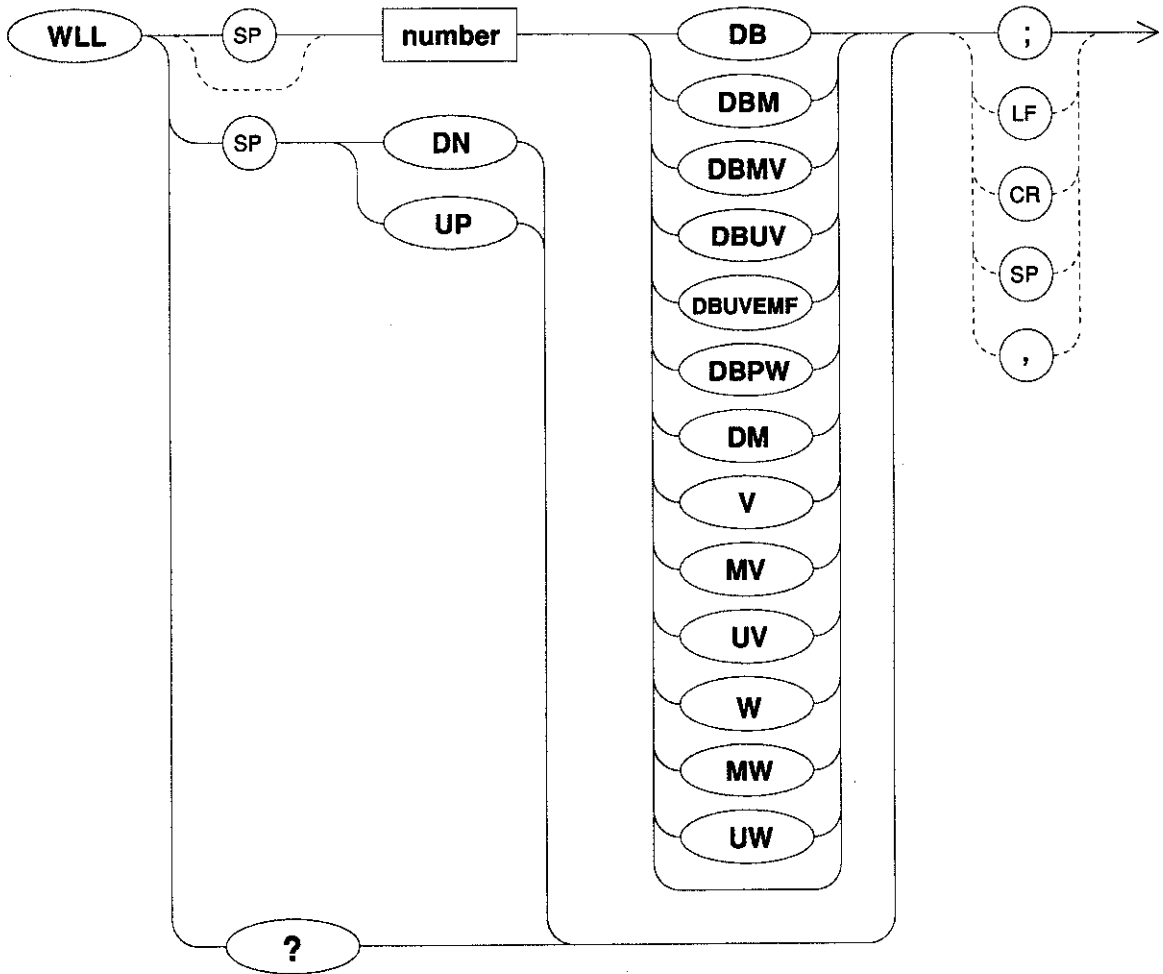 WLL SP number DB ;
DBM LF
SP DN DBMV CR
UP DBUV SP
DBUVEMF ,
DBPW
DM
V
MV
UV
W
MW
UW
?